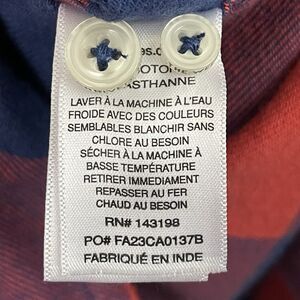 LAVER À LA MACHINE À L'EAU
FROIDE AVEC DES COULEURS
SEMBLABLES BLANCHIR SANS
CHLORE AU BESOIN
SÉCHER À LA MACHINE À
BASSE TEMPÉRATURE
RETIRER IMMEDIATEMENT
REPASSER AU FER
CHAUD AU BESOIN
RN# 143198
PO# FA23CA0137B
FABRIQUÉ EN INDE